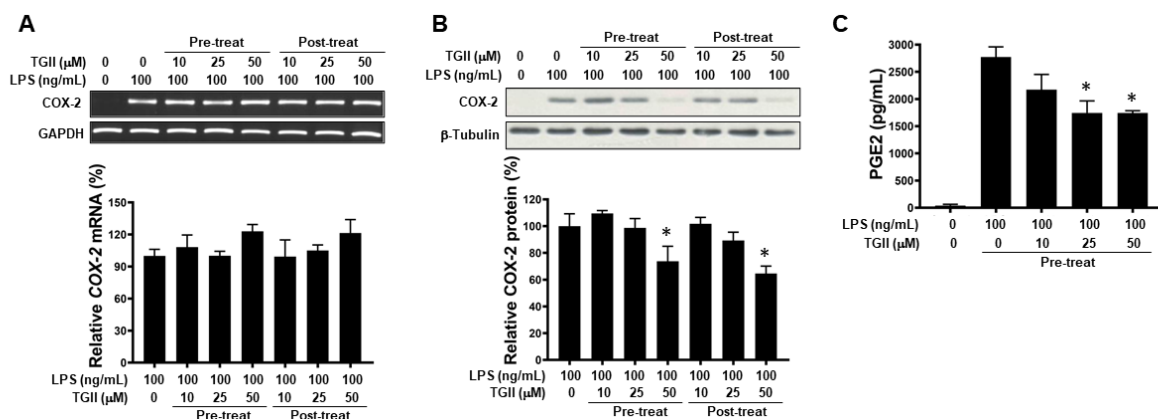 A
Pre-treat Post-treat
TGII (μM) 0 0 10 25 50 10 25 50
LPS (ng/mL) 0 100 100 100 100 100 100 100
COX-2
GAPDH
Relative COX-2 mRNA (%)
150
120
90
60
30
0
LPS (ng/mL) 100 100 100 100 100 100 100
TGII (μM) 0 10 25 50 10 25 50
Pre-treat Post-treat
B
Pre-treat Post-treat
TGII (μM) 0 0 10 25 50 10 25 50
LPS (ng/mL) 0 100 100 100 100 100 100 100
COX-2
β-Tubulin
Relative COX-2 protein (%)
120
100
80
60
40
20
0
* *
LPS (ng/mL) 100 100 100 100 100 100 100
TGII (μM) 0 10 25 50 10 25 50
Pre-treat Post-treat
C
PGE2 (pg/mL)
3000
2500
2000
1500
1000
500
0
* *
LPS (ng/mL) 0 100 100 100 100
TGII (μM) 0 0 10 25 50
Pre-treat